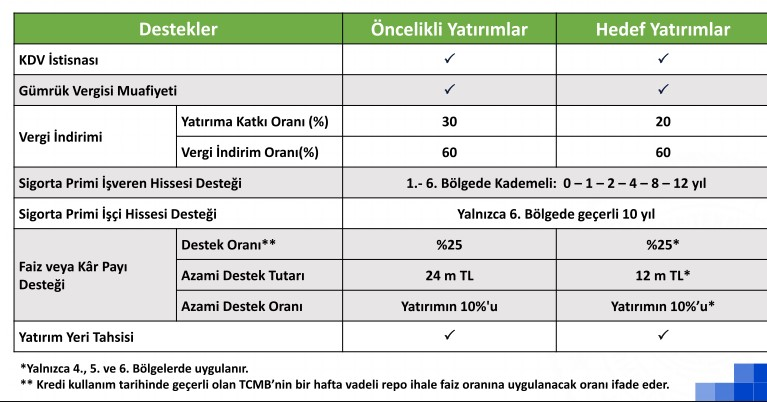 Destekler Öncelikli Yatırımlar Hedef Yatırımlar
KDV İstisnası ✓ ✓
Gümrük Vergisi Muafiyeti ✓ ✓
Vergi İndirimi
Yatırıma Katkı Oranı (%) 30 20
Vergi İndirim Oranı(%) 60 60
Sigorta Primi İşveren Hissesi Desteği 1.- 6. Bölgede Kademeli: 0 – 1 – 2 – 4 – 8 – 12 yıl
Sigorta Primi İşçi Hissesi Desteği Yalnızca 6. Bölgede geçerli 10 yıl
Faiz veya Kâr Payı
Desteği
Destek Oranı** %25 %25*
Azami Destek Tutarı 24 m TL 12 m TL*
Azami Destek Oranı Yatırımın 10%'u Yatırımın 10%’u*
Yatırım Yeri Tahsisi ✓ ✓
*Yalnızca 4., 5. ve 6. Bölgelerde uygulanır.
** Kredi kullanım tarihinde geçerli olan TCMB’nin bir hafta vadeli repo ihale faiz oranına uygulanacak oranı ifade eder.